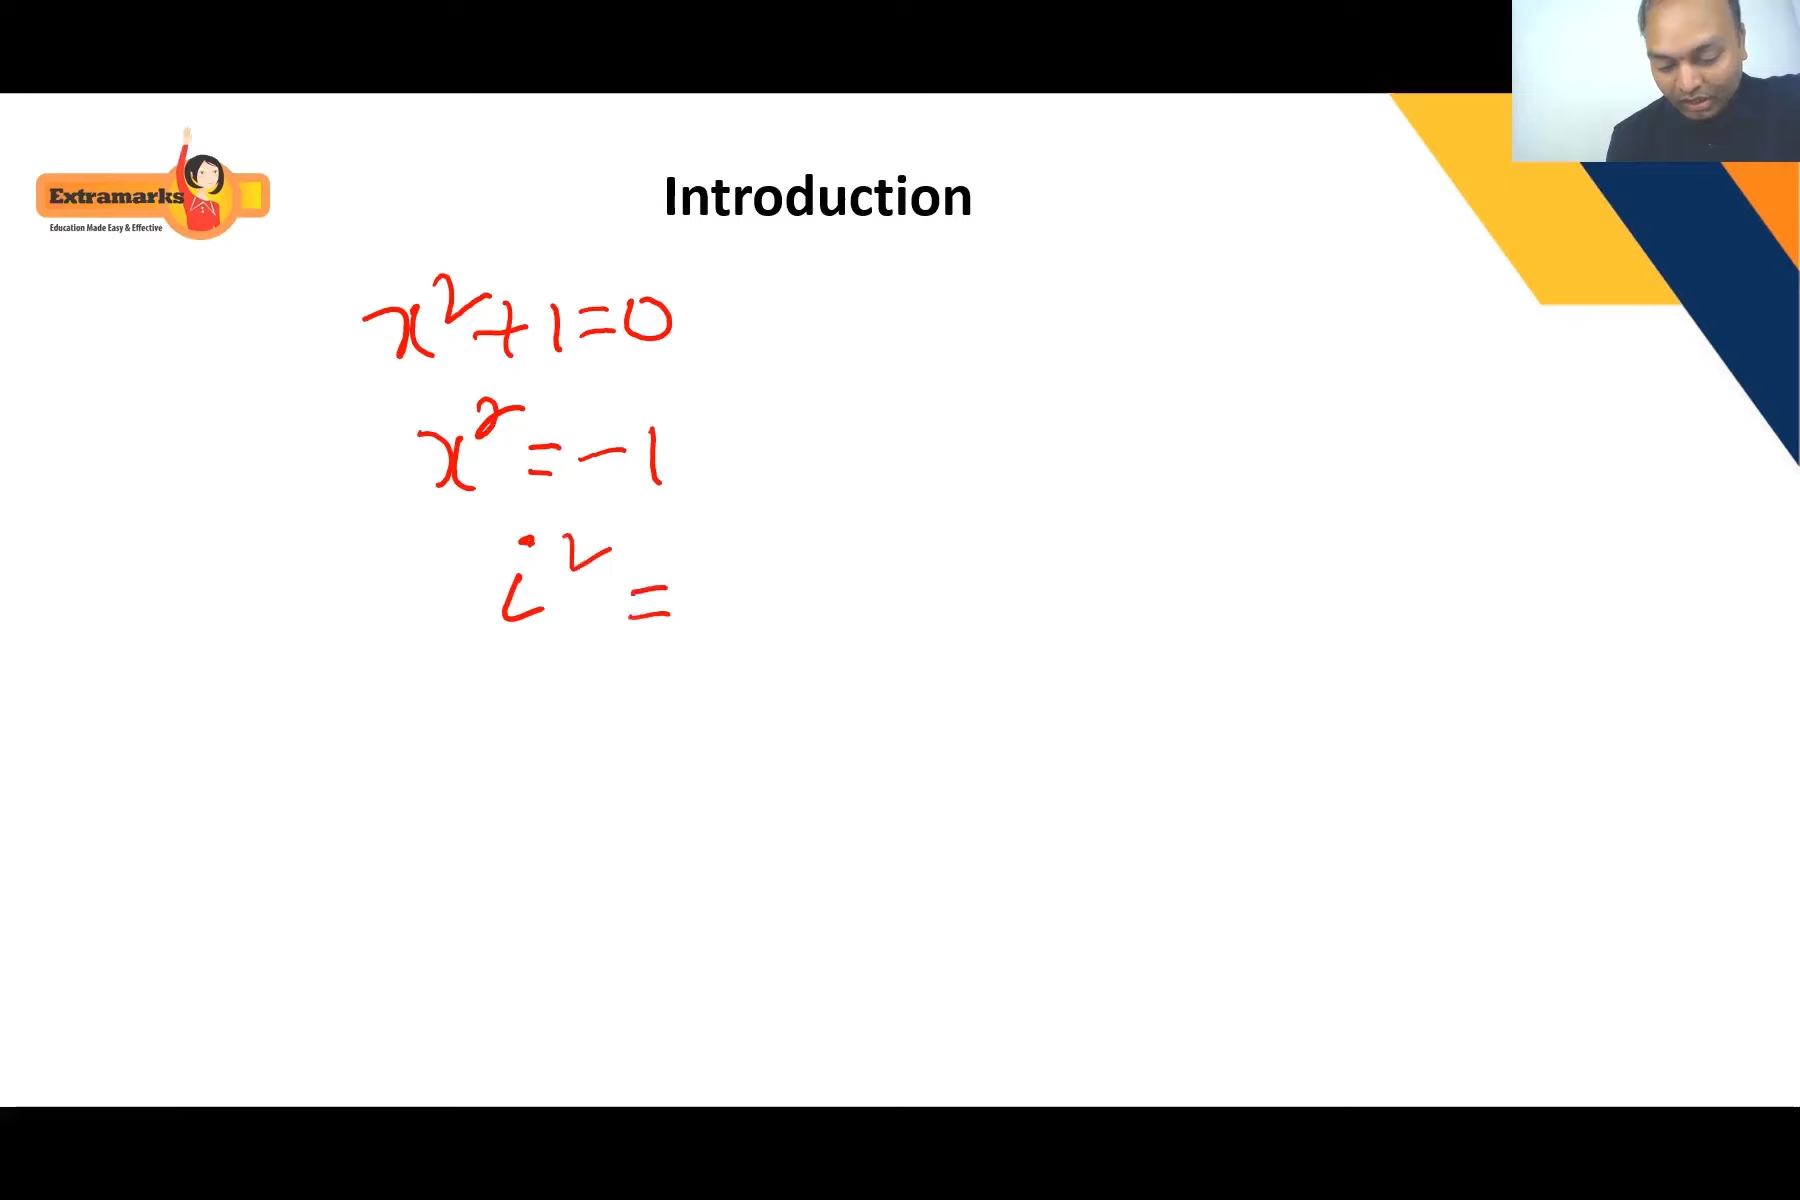 Extramarks
Education Made Easy & Effective
Introduction
x²+1=0
x²=-1
i²=